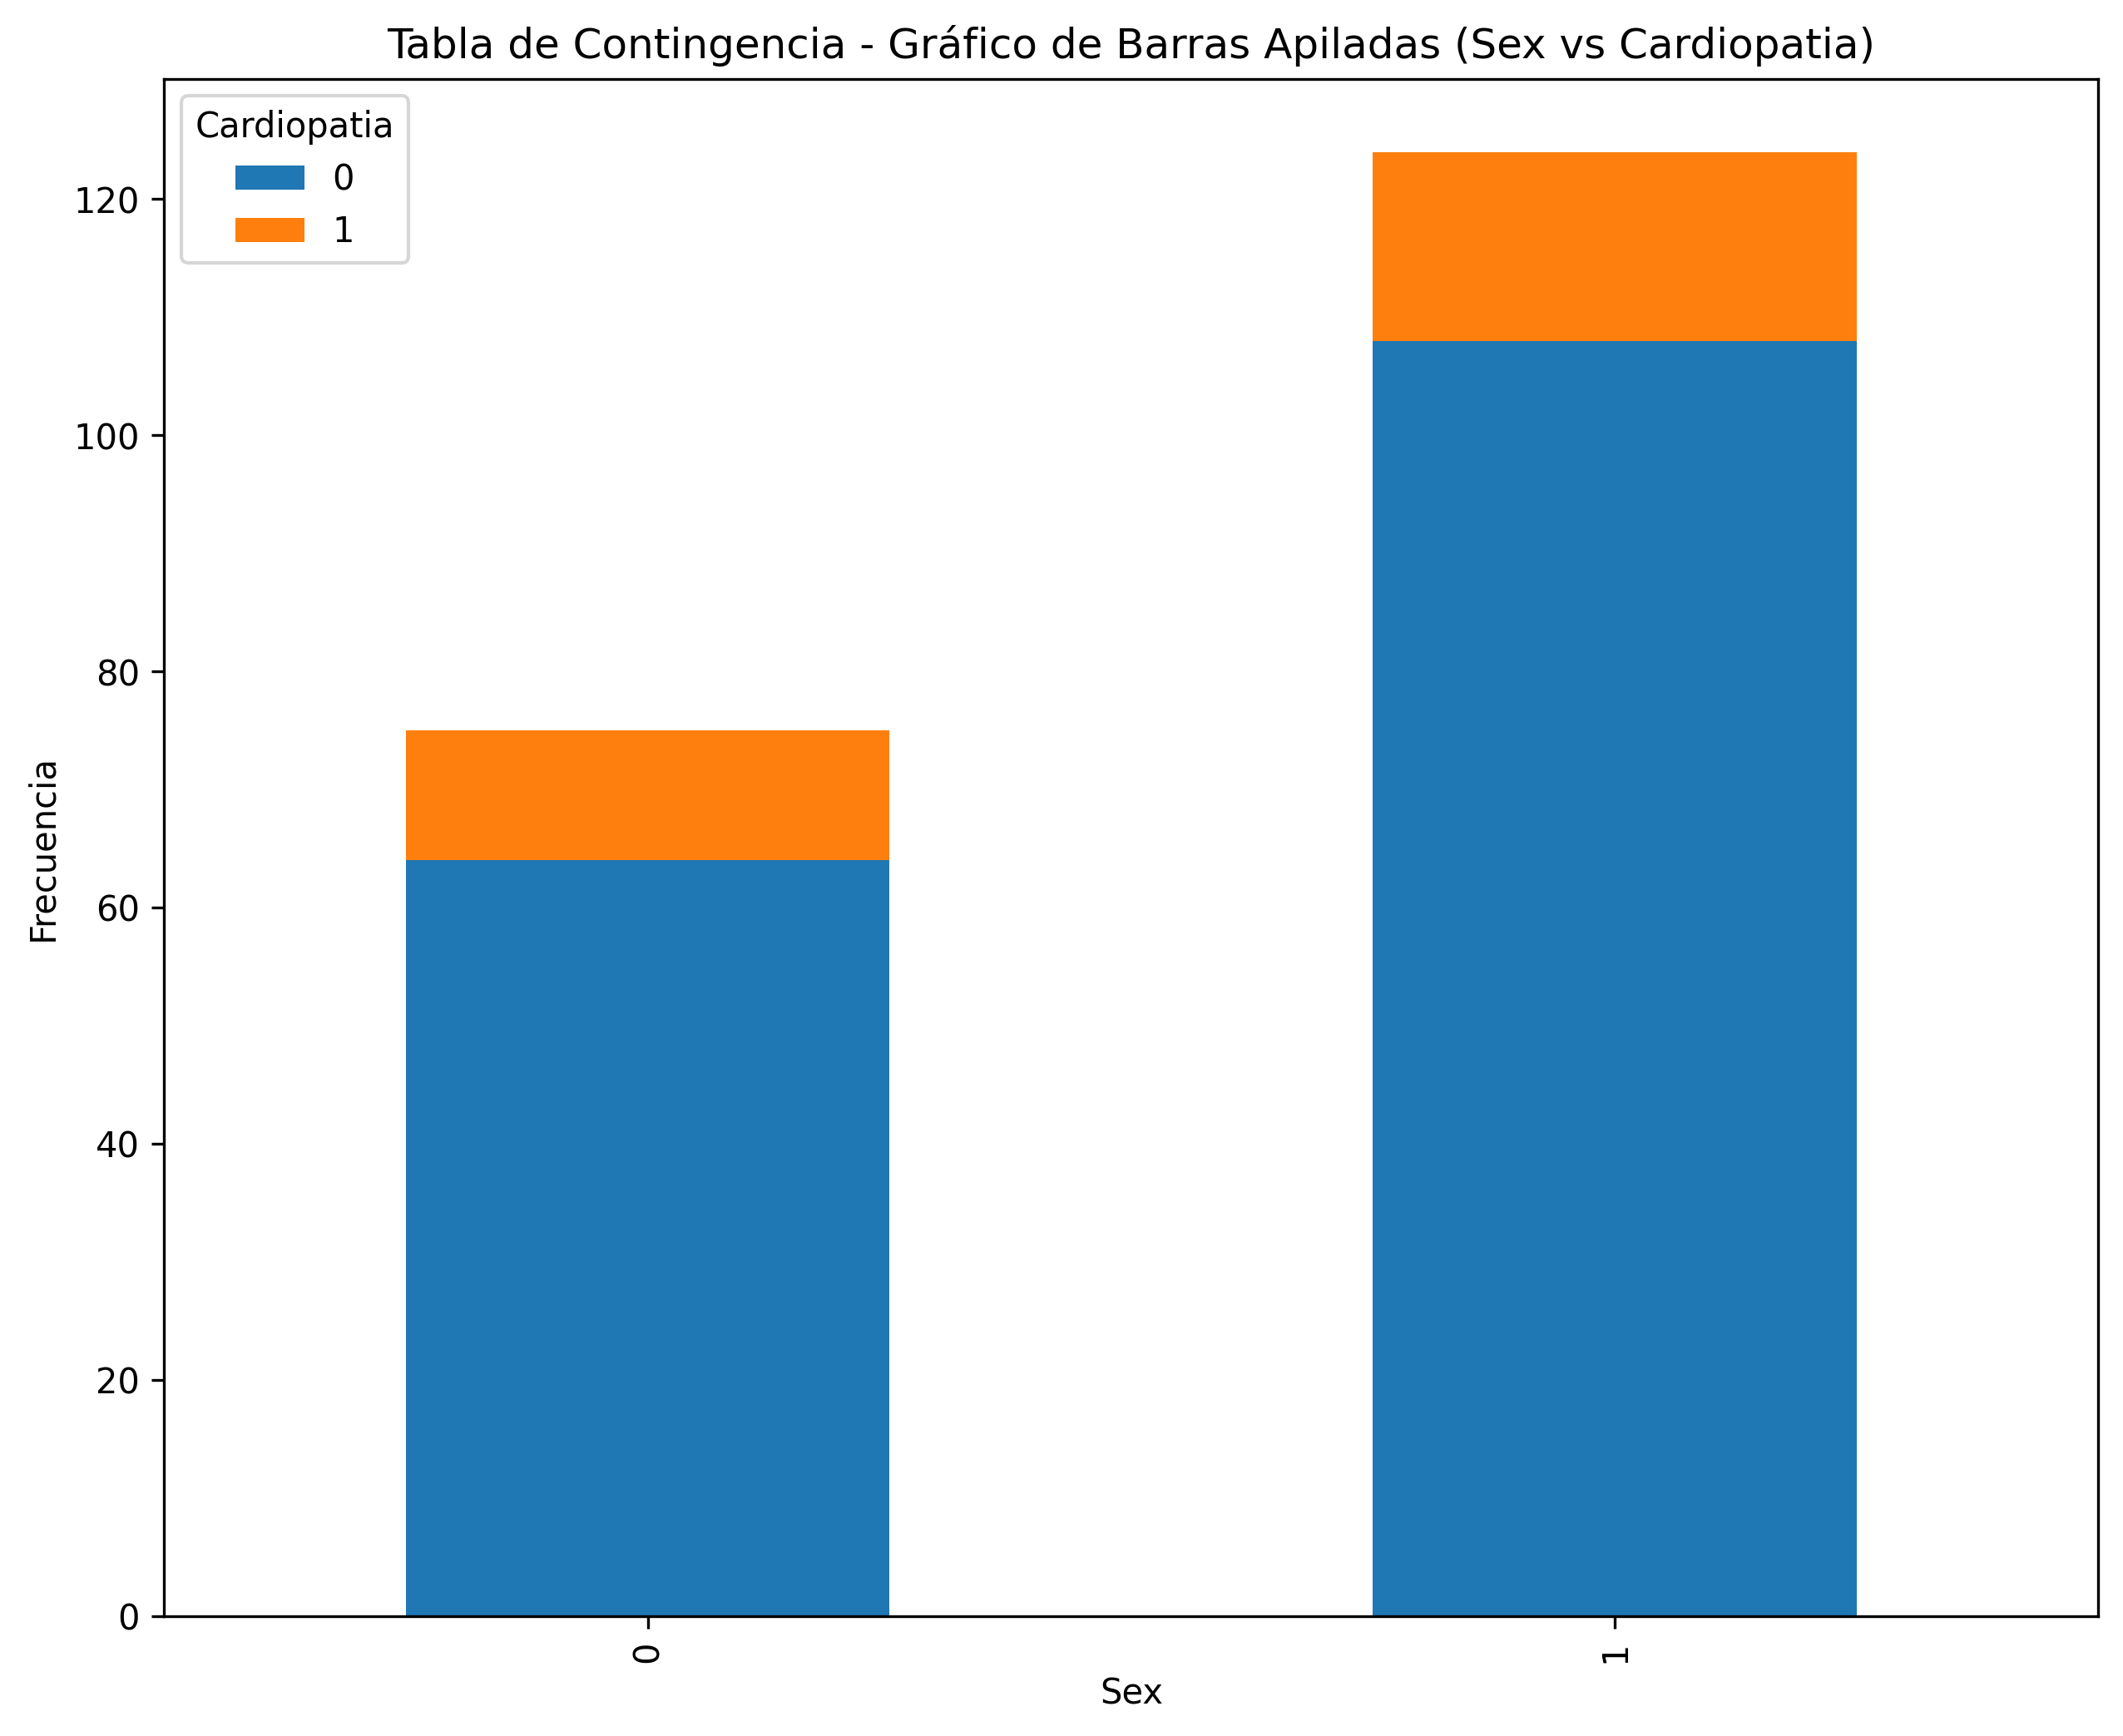 Tabla de Contingencia - Gráfico de Barras Apiladas (Sex vs Cardiopatia)
Cardiopatia
0
1
120
100
80
60
40
20
0
Frecuencia
0
1
Sex